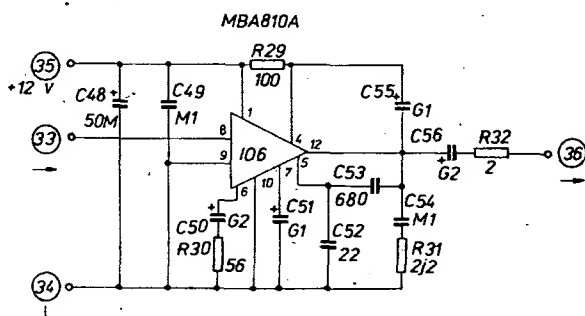 MBA810A
35
+12 V
R29
100
C48
50M
+
C49
M1
1
4
C55
+
G1
33
8
9
I06
12
5
7
10
6
C56
+
G2
R32
2
36
C53
680
C54
M1
+
C50
G2
R30
56
+
C51
G1
C52
22
R31
2j2
34